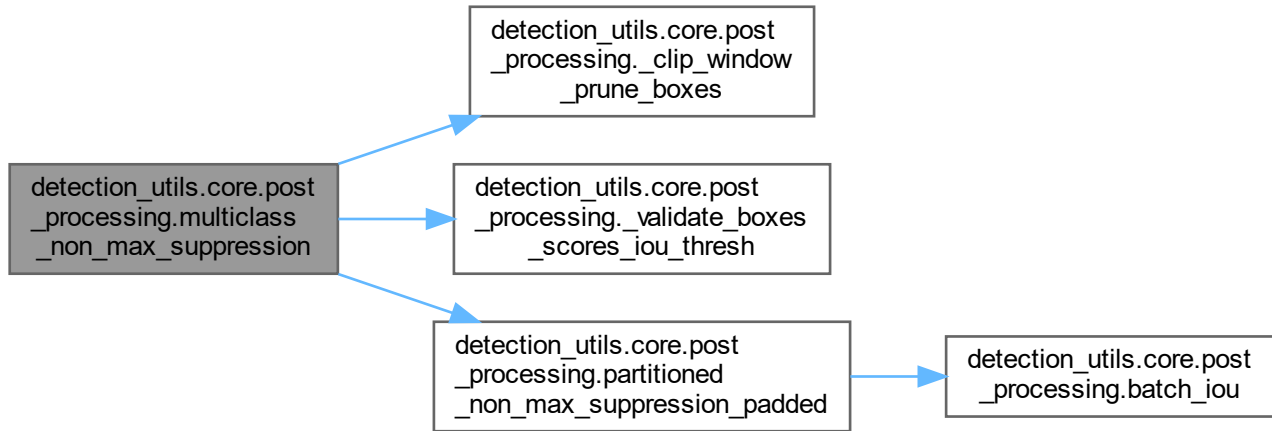 detection_utils.core.post
_processing._clip_window
_prune_boxes
detection_utils.core.post
_processing.multiclass
_non_max_suppression
detection_utils.core.post
_processing._validate_boxes
_scores_iou_thresh
detection_utils.core.post
_processing.partitioned
_non_max_suppression_padded
detection_utils.core.post
_processing.batch_iou